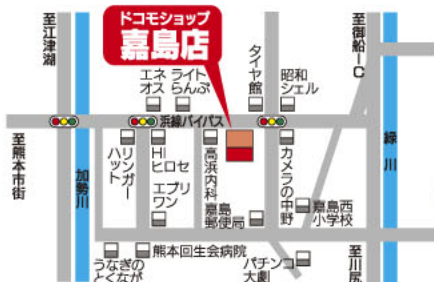 ドコモショップ
嘉島店
至江津湖
エネオス
ライトらんぷ
タイヤ館
昭和シェル
至御船IC
浜線バイパス
至熊本市街
加勢川
リンガーハット
HIヒロセ
エブリワン
高浜内科
嘉島郵便局
カメラの中野
嘉島西小学校
緑川
うなぎのとくなが
熊本回生会病院
パチンコ大劇
至川尻